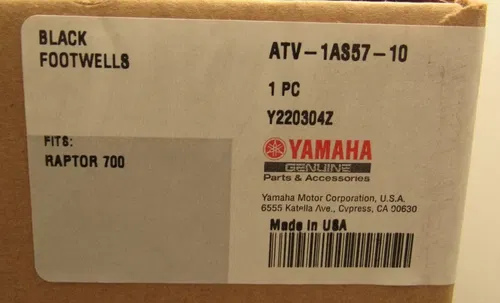 BLACK
FOOTWELLS
ATV-1AS57-10
1 PC
Y220304Z
FITS:
RAPTOR 700
YAMAHA
GENUINE
Parts & Accessories
Yamaha Motor Corporation, U.S.A.
6555 Katella Ave., Cypress, CA 90630
Made in USA